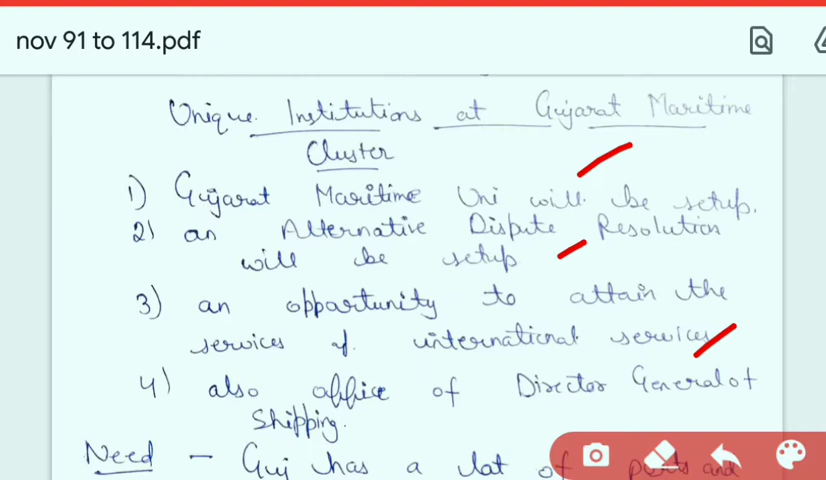 nov 91 to 114.pdf
Unique Institutions at Gujarat Maritime
Cluster
1) Gujarat Maritime Uni will be setup.
2) an Alternative Dispute Resolution
will be setup
3) an opportunity to attain the
services of international services
4) also office of Director General of
Shipping.
Need - Guj has a lot of ports and